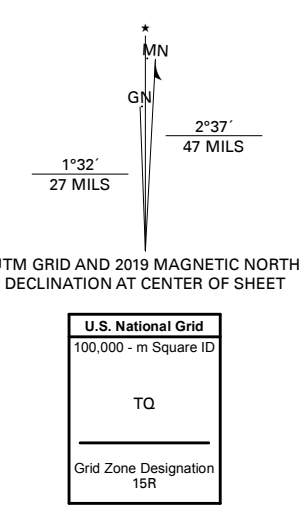 ★
MN
GN
2°37´
47 MILS
1°32´
27 MILS
UTM GRID AND 2019 MAGNETIC NORTH
DECLINATION AT CENTER OF SHEET
U.S. National Grid
100,000 - m Square ID
TQ
Grid Zone Designation
15R